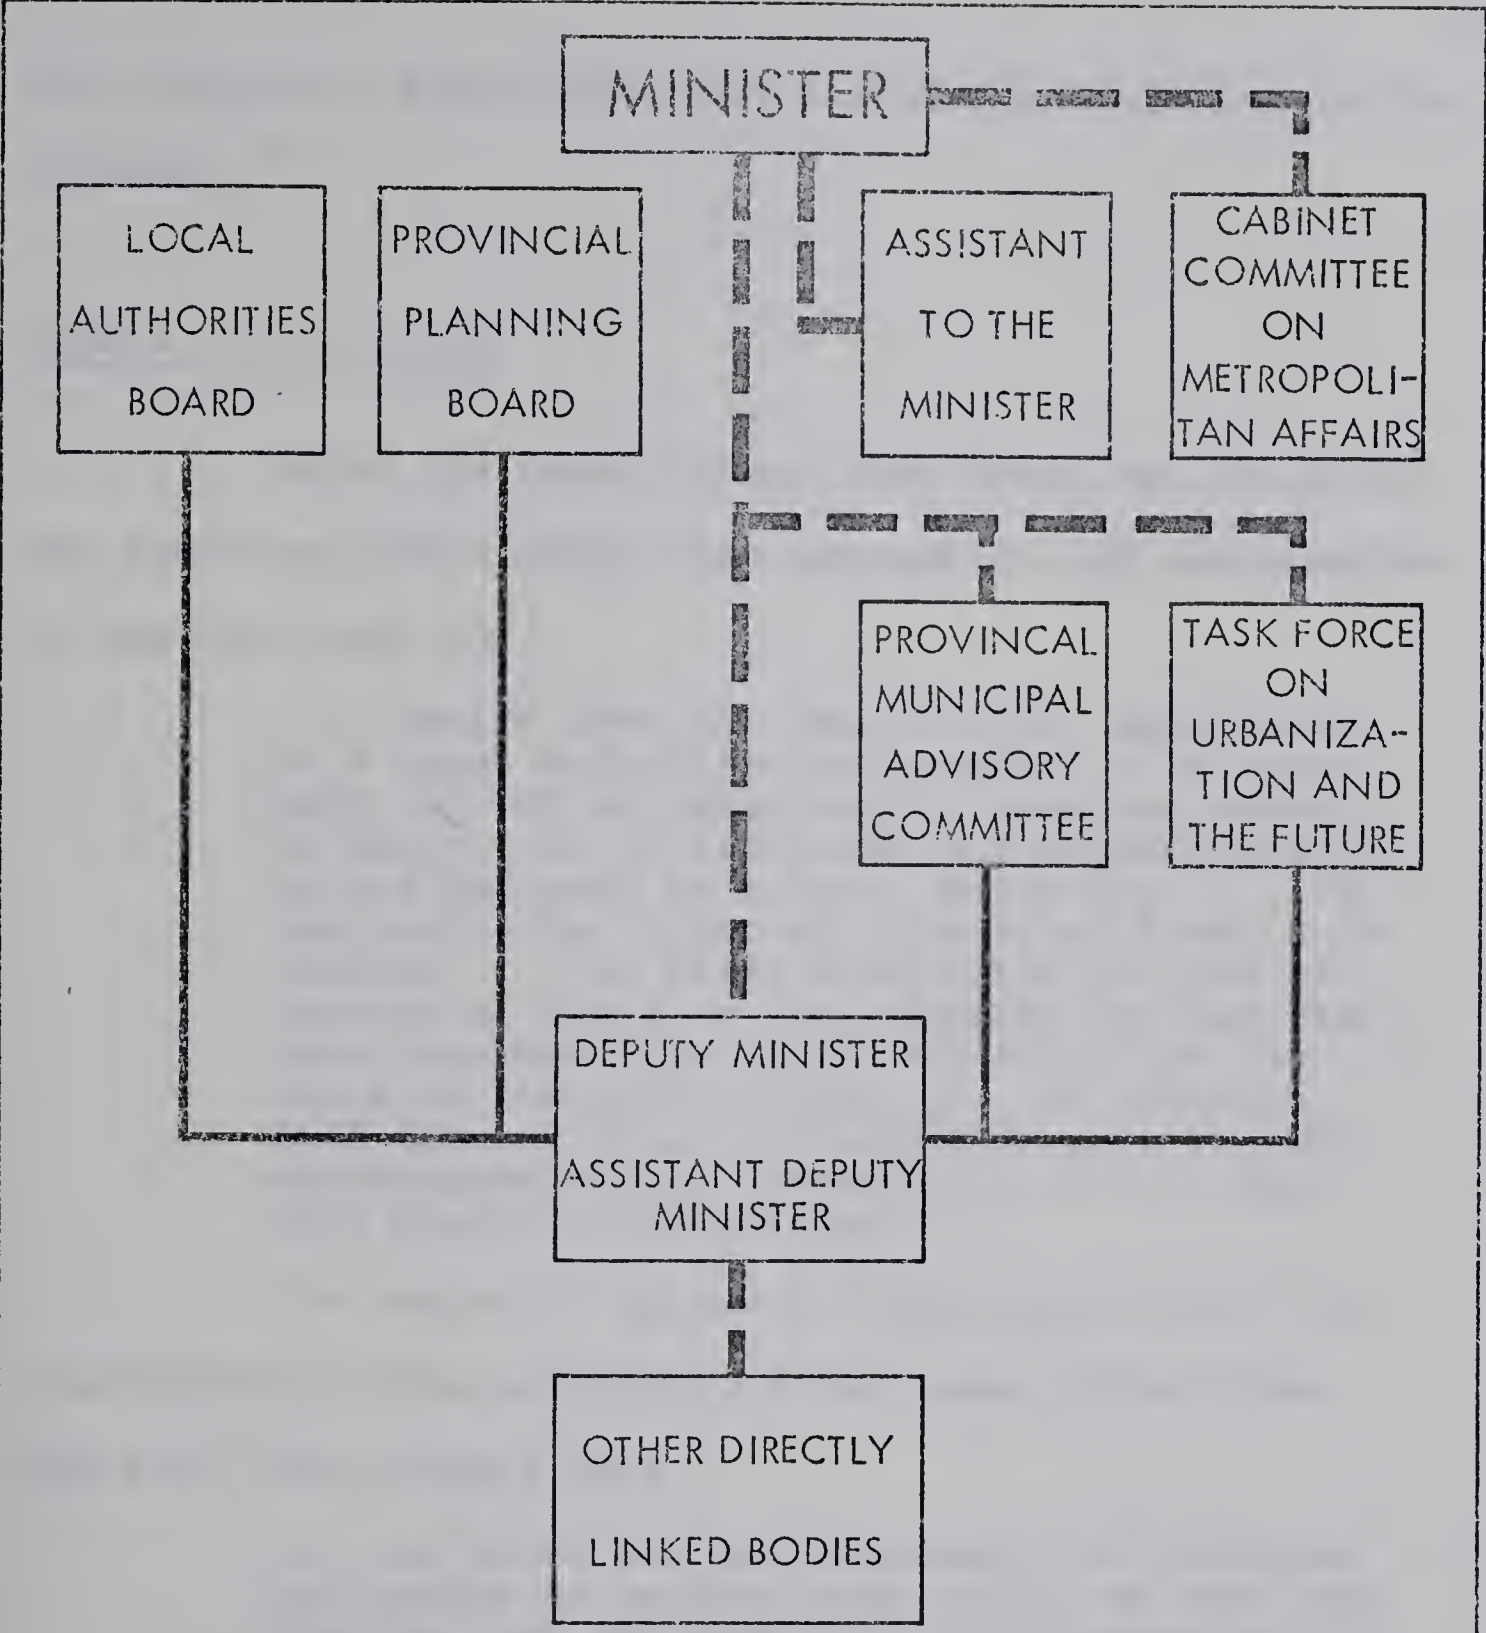 MINISTER
LOCAL
AUTHORITIES
BOARD
PROVINCIAL
PLANNING
BOARD
ASSISTANT
TO THE
MINISTER
CABINET
COMMITTEE
ON
METROPOLI-
TAN AFFAIRS
PROVINCAL
MUNICIPAL
ADVISORY
COMMITTEE
TASK FORCE
ON
URBANIZA-
TION AND
THE FUTURE
DEPUTY MINISTER
ASSISTANT DEPUTY
MINISTER
OTHER DIRECTLY
LINKED BODIES